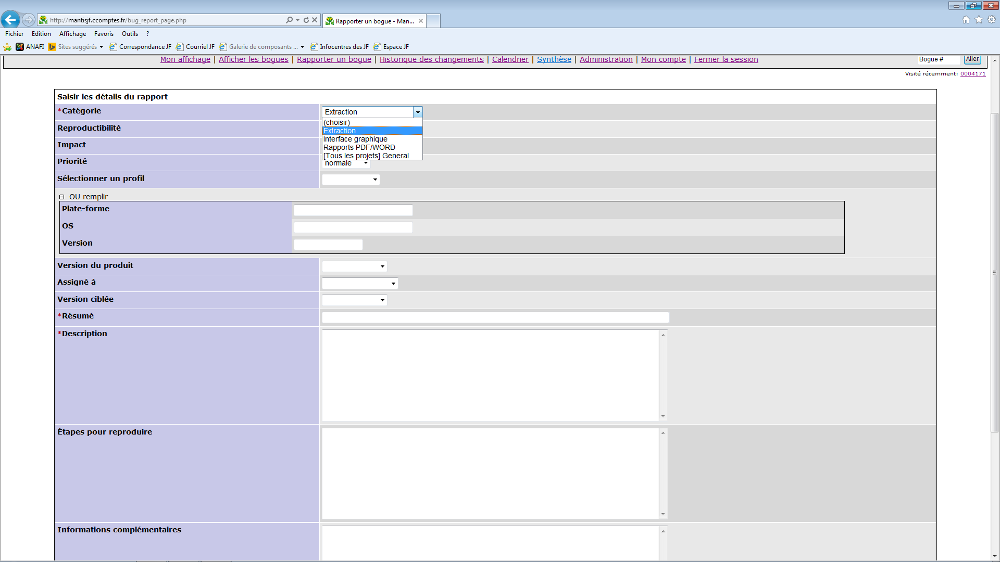 http://mantisjf.ccomptes.fr/bug_report_page.php
Rapporter un bogue - Man...
Fichier Edition Affichage Favoris Outils ?
ANAFI Sites suggérés Correspondance JF Courriel JF Galerie de composants ... Infocentres des JF Espace JF
Mon affichage | Afficher les bogues | Rapporter un bogue | Historique des changements | Calendrier | Synthèse | Administration | Mon compte | Fermer la session
Bogue # Aller
Visité récemment: 0004171
Saisir les détails du rapport
*Catégorie Extraction
(choisir)
Reproductibilité
Extraction
Interface graphique
Impact
Rapports PDF/WORD
[Tous les projets] General
Priorité normale
Sélectionner un profil
OU remplir
Plate-forme
OS
Version
Version du produit
Assigné à
Version ciblée
*Résumé
*Description
Étapes pour reproduire
Informations complémentaires